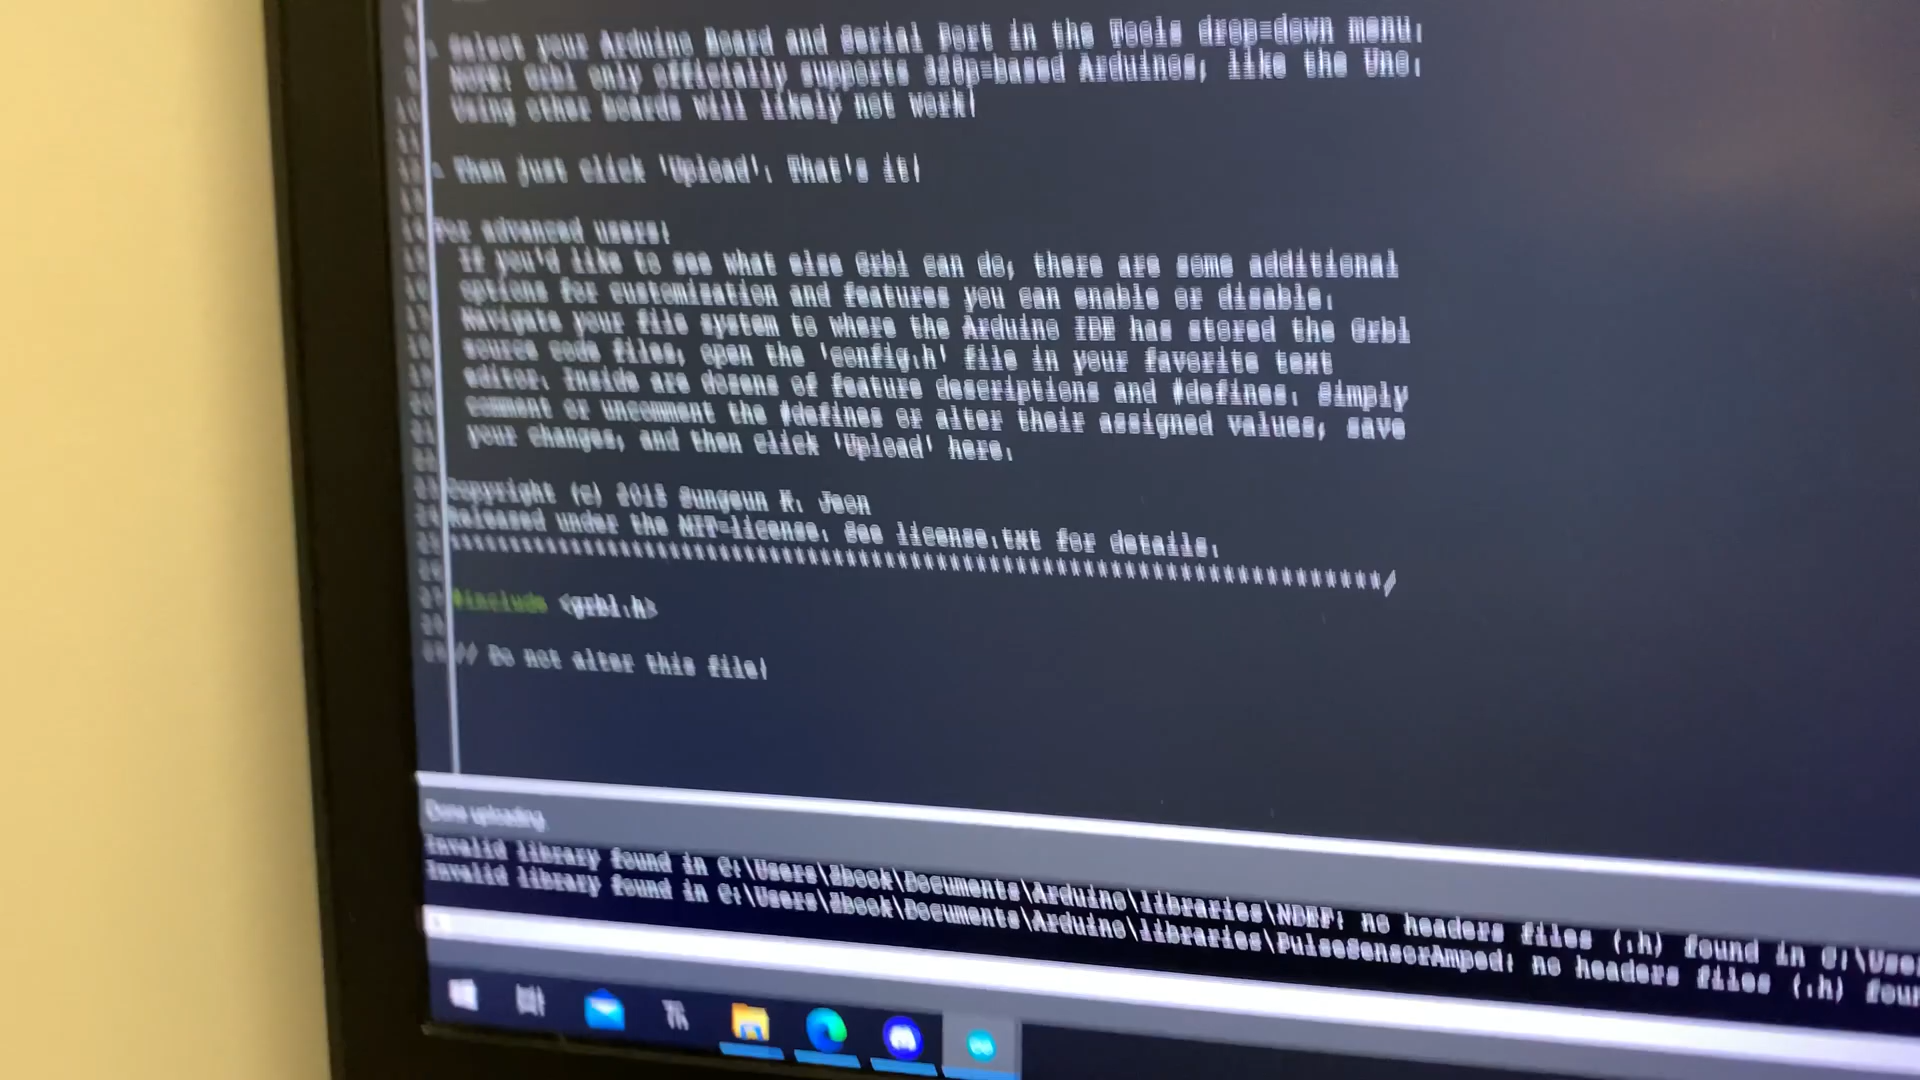 - Select your Arduino Board and Serial Port in the Tools drop-down menu.
NOTE: Grbl only officially supports 328p-based Arduinos, like the Uno.
Using other boards will likely not work!
- Then just click 'Upload'. That's it!
For advanced users:
If you'd like to see what else Grbl can do, there are some additional
options for customization and features you can enable or disable.
Navigate your file system to where the Arduino IDE has stored the Grbl
source code files, open the 'config.h' file in your favorite text
editor. Inside are dozens of feature descriptions and #defines. Simply
comment or uncomment the #defines or alter their assigned values, save
your changes, and then click 'Upload' here.
Copyright (c) 2015 Sungeun K. Jeon
Released under the MIT-license. See license.txt for details.
***************************************************************************/
#include <grbl.h>
// Do not alter this file!
Done uploading.
Invalid library found in C:\Users\Zbook\Documents\Arduino\libraries\NDEF: no headers files (.h) found in C:\User
Invalid library found in C:\Users\Zbook\Documents\Arduino\libraries\PulseSensorAmped: no headers files (.h) foun